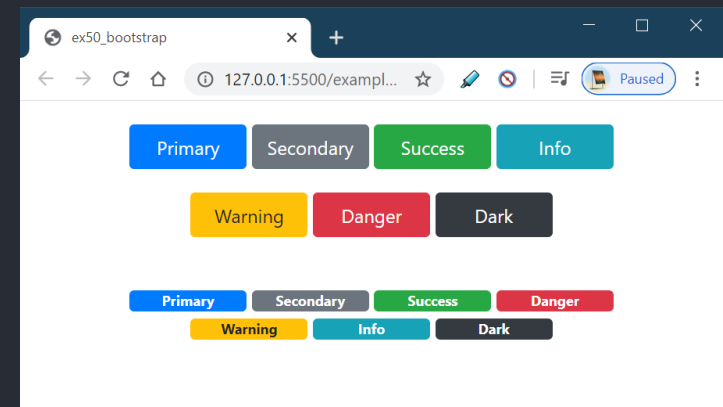 ex50_bootstrap
127.0.0.1:5500/exampl... Paused
Primary Secondary Success Info
Warning Danger Dark
Primary Secondary Success Danger
Warning Info Dark